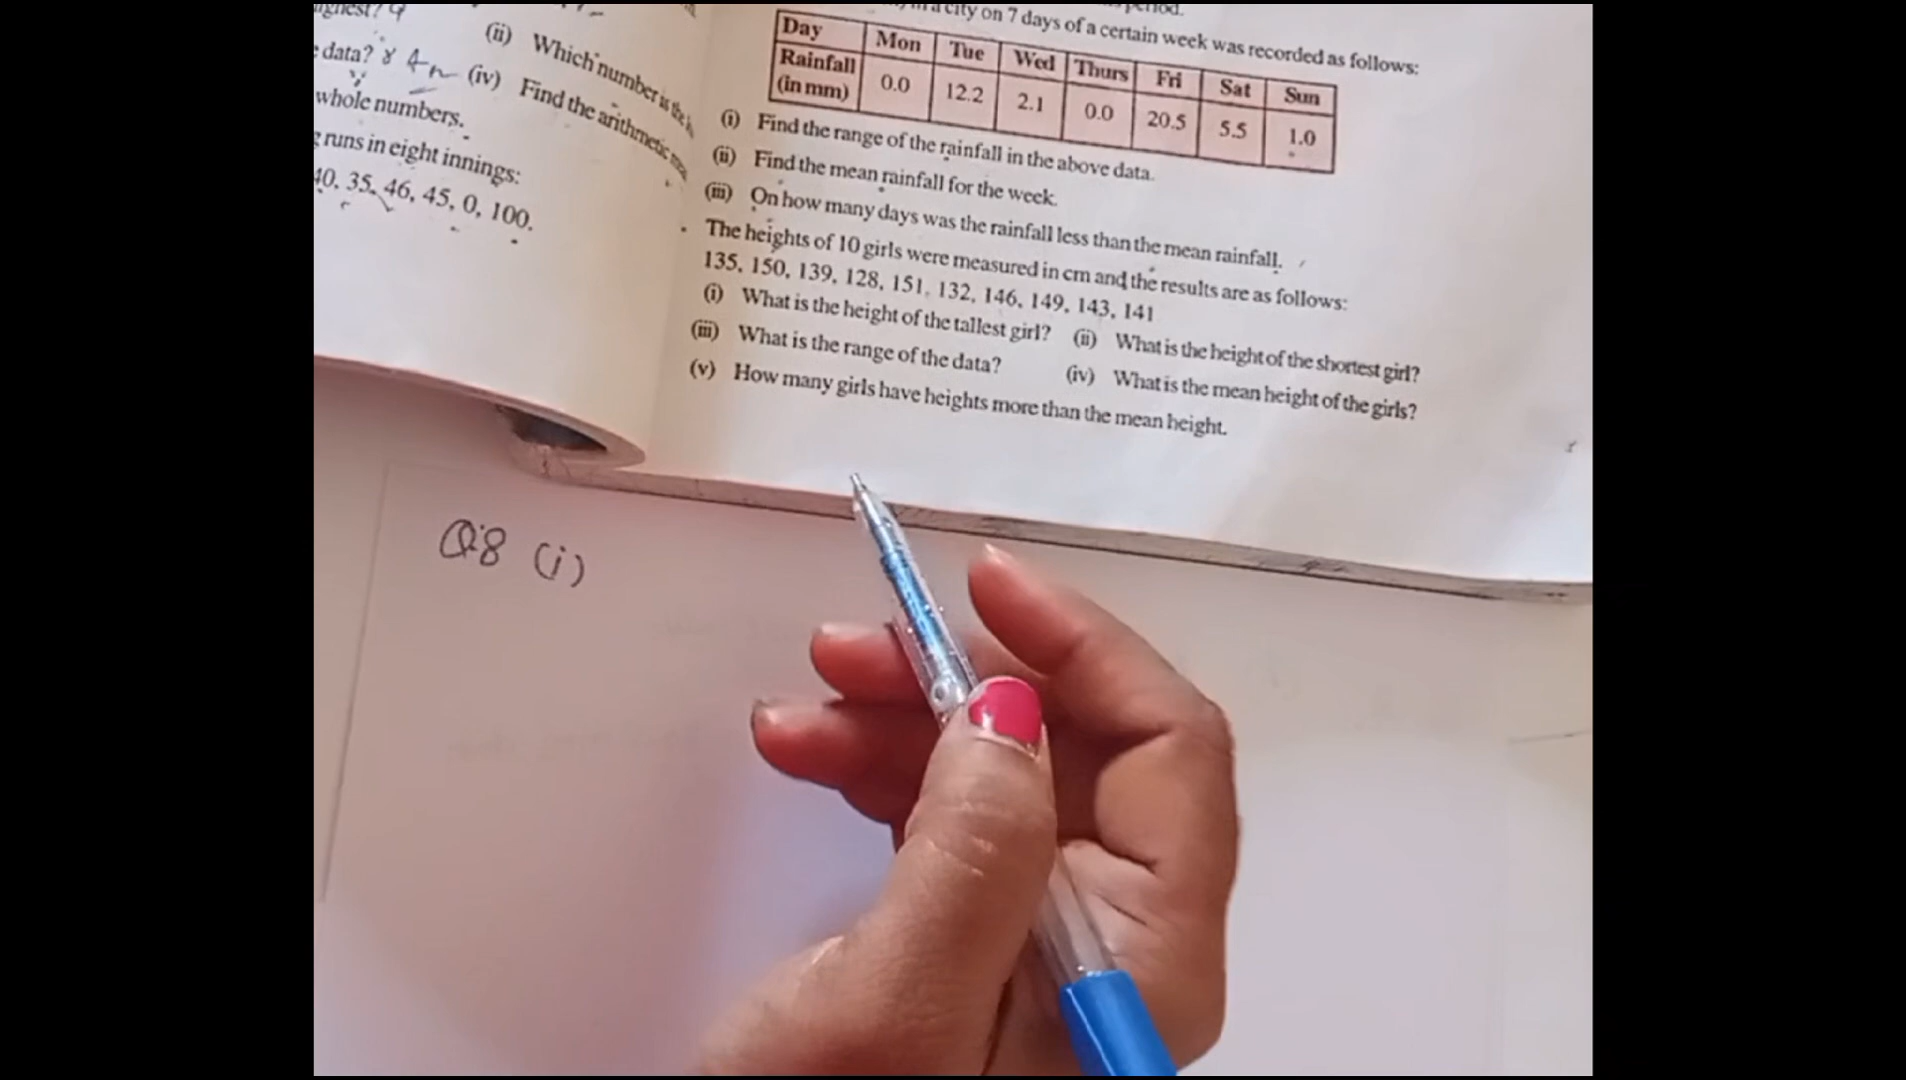 data?
(ii) Which number is the
(iv) Find the arithmetic
whole numbers.
runs in eight innings:
40, 35, 46, 45, 0, 100.
period.
city on 7 days of a certain week was recorded as follows:
Day Mon Tue Wed Thurs Fri Sat Sun
Rainfall (in mm) 0.0 12.2 2.1 0.0 20.5 5.5 1.0
(i) Find the range of the rainfall in the above data.
(ii) Find the mean rainfall for the week.
(iii) On how many days was the rainfall less than the mean rainfall.
The heights of 10 girls were measured in cm and the results are as follows:
135, 150, 139, 128, 151, 132, 146, 149, 143, 141
(i) What is the height of the tallest girl? (ii) What is the height of the shortest girl?
(iii) What is the range of the data? (iv) What is the mean height of the girls?
(v) How many girls have heights more than the mean height.
Q.8 (i)